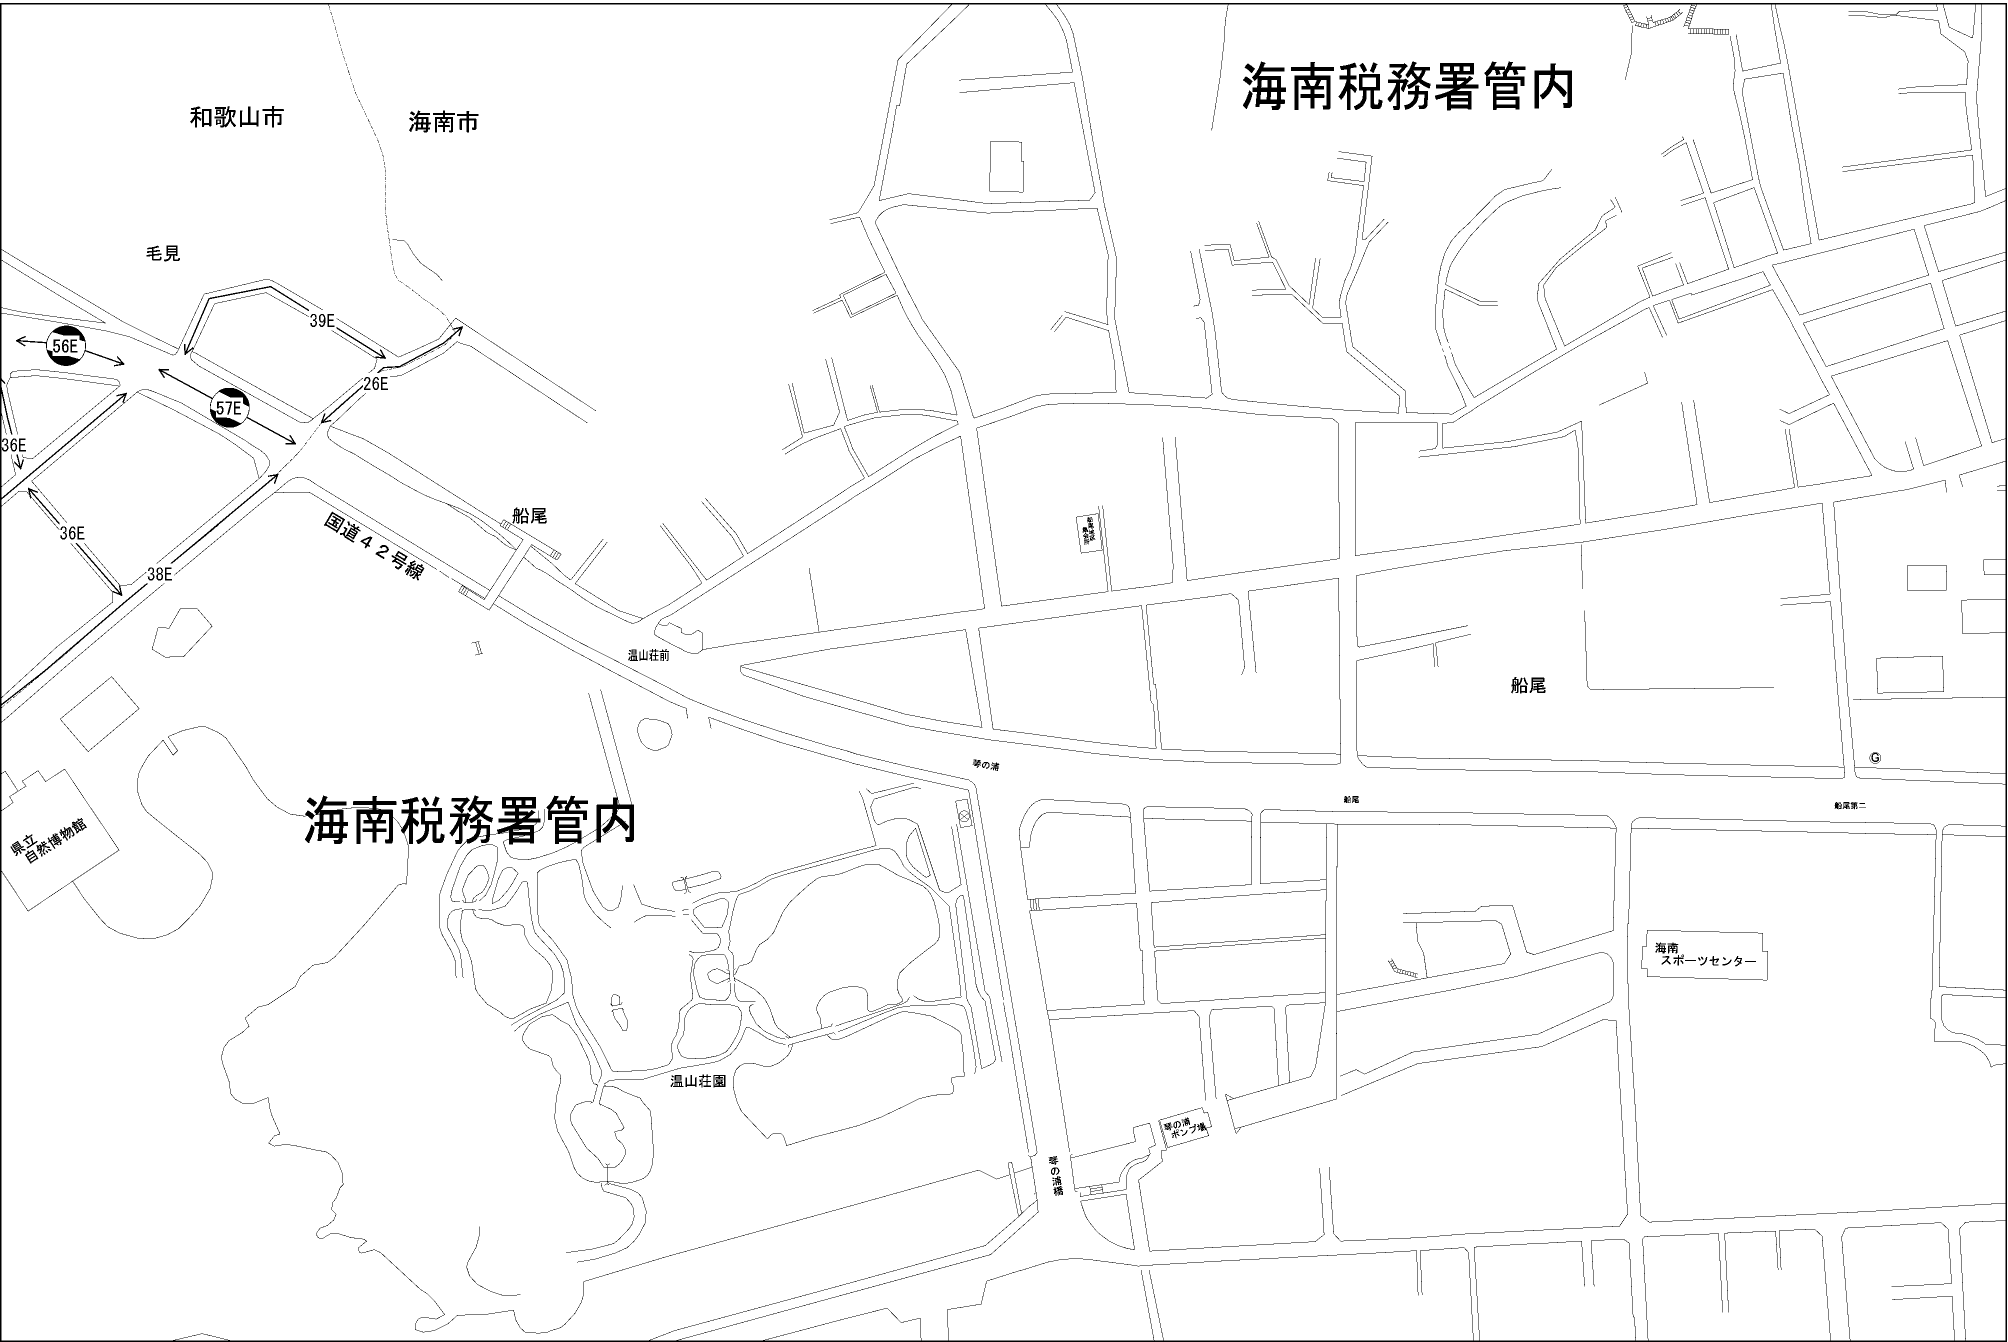 海南税務署管内
和歌山市
海南市
毛見
39E
56E
26E
57E
36E
船尾
国道42号線
36E
38E
温山荘前
船尾
琴の浦
G
船尾
船尾第二
海南税務署管内
県立
自然博物館
海南
スポーツセンター
温山荘園
琴の浦
ポンプ場
琴の浦橋